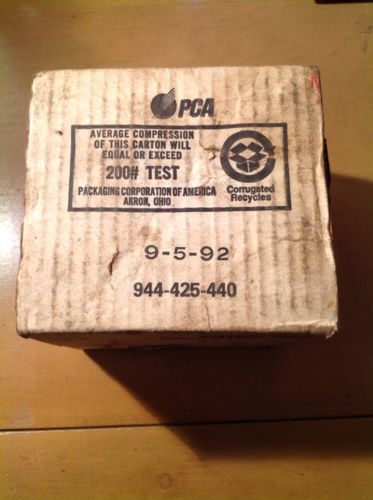 PCA
AVERAGE COMPRESSION
OF THIS CARTON WILL
EQUAL OR EXCEED
200# TEST
PACKAGING CORPORATION OF AMERICA
AKRON, OHIO
Corrugated
Recycles
9-5-92
944-425-440